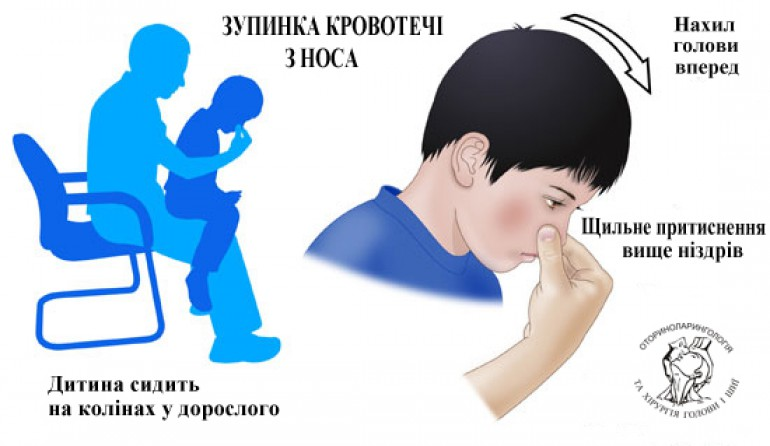 ЗУПИНКА КРОВОТЕЧІ
З НОСА
Нахил
голови
вперед
Щильне притиснення
вище ніздрів
Дитина сидить
на колінах у дорослого
ОТОРИНОЛАРИНГОЛОГІЯ
ТА ХІРУРГІЯ ГОЛОВИ І ШИЇ